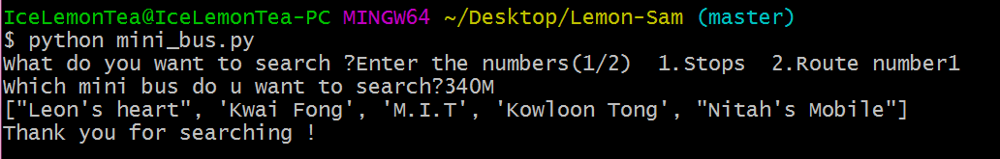 IceLemonTea@IceLemonTea-PC MINGW64 ~/Desktop/Lemon-Sam (master)
$ python mini_bus.py
What do you want to search ?Enter the numbers(1/2)  1.Stops  2.Route number1
Which mini bus do u want to search?340M
["Leon's heart", 'Kwai Fong', 'M.I.T', 'Kowloon Tong', "Nitah's Mobile"]
Thank you for searching !